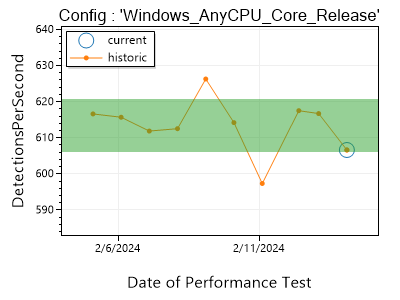 Config : 'Windows_AnyCPU_Core_Release'
current
historic
DetectionsPerSecond
640
630
620
610
600
590
2/6/2024
2/11/2024
Date of Performance Test